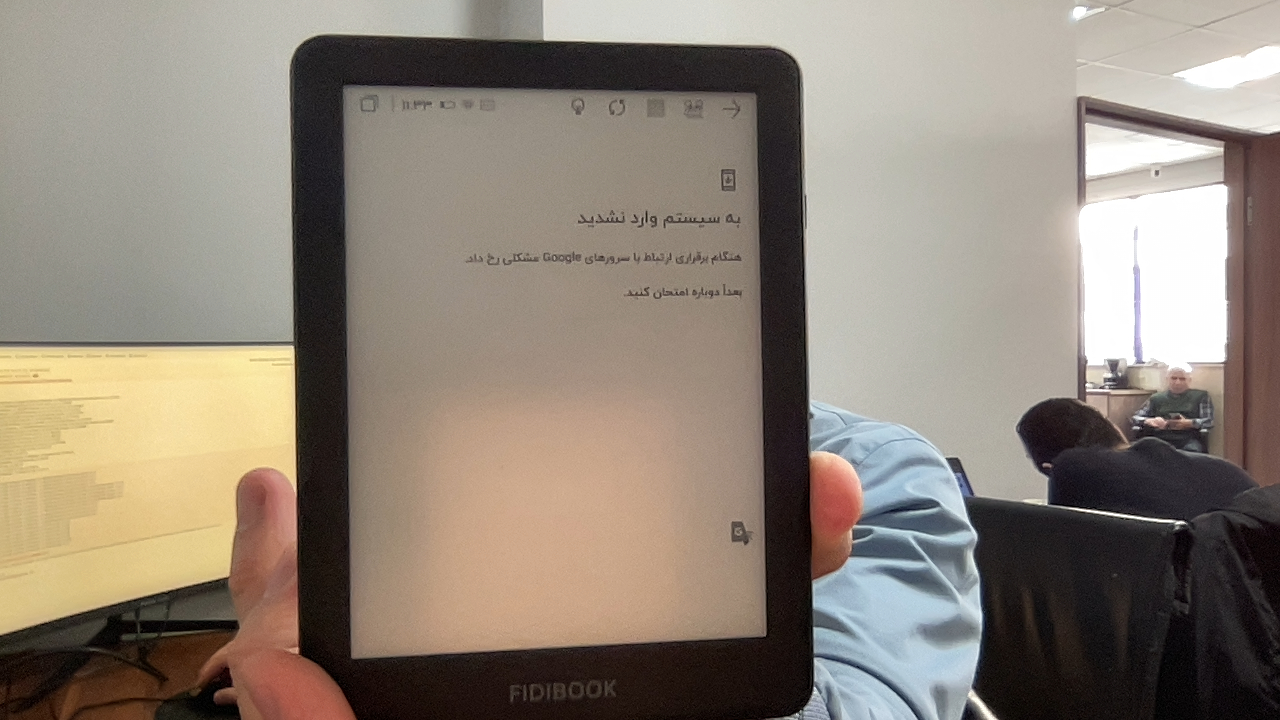 ۱۱:۳۳
به سیستم وارد نشدید
هنگام برقراری ارتباط با سرورهای Google مشکلی رخ داد.
بعداً دوباره امتحان کنید.
FIDIBOOK